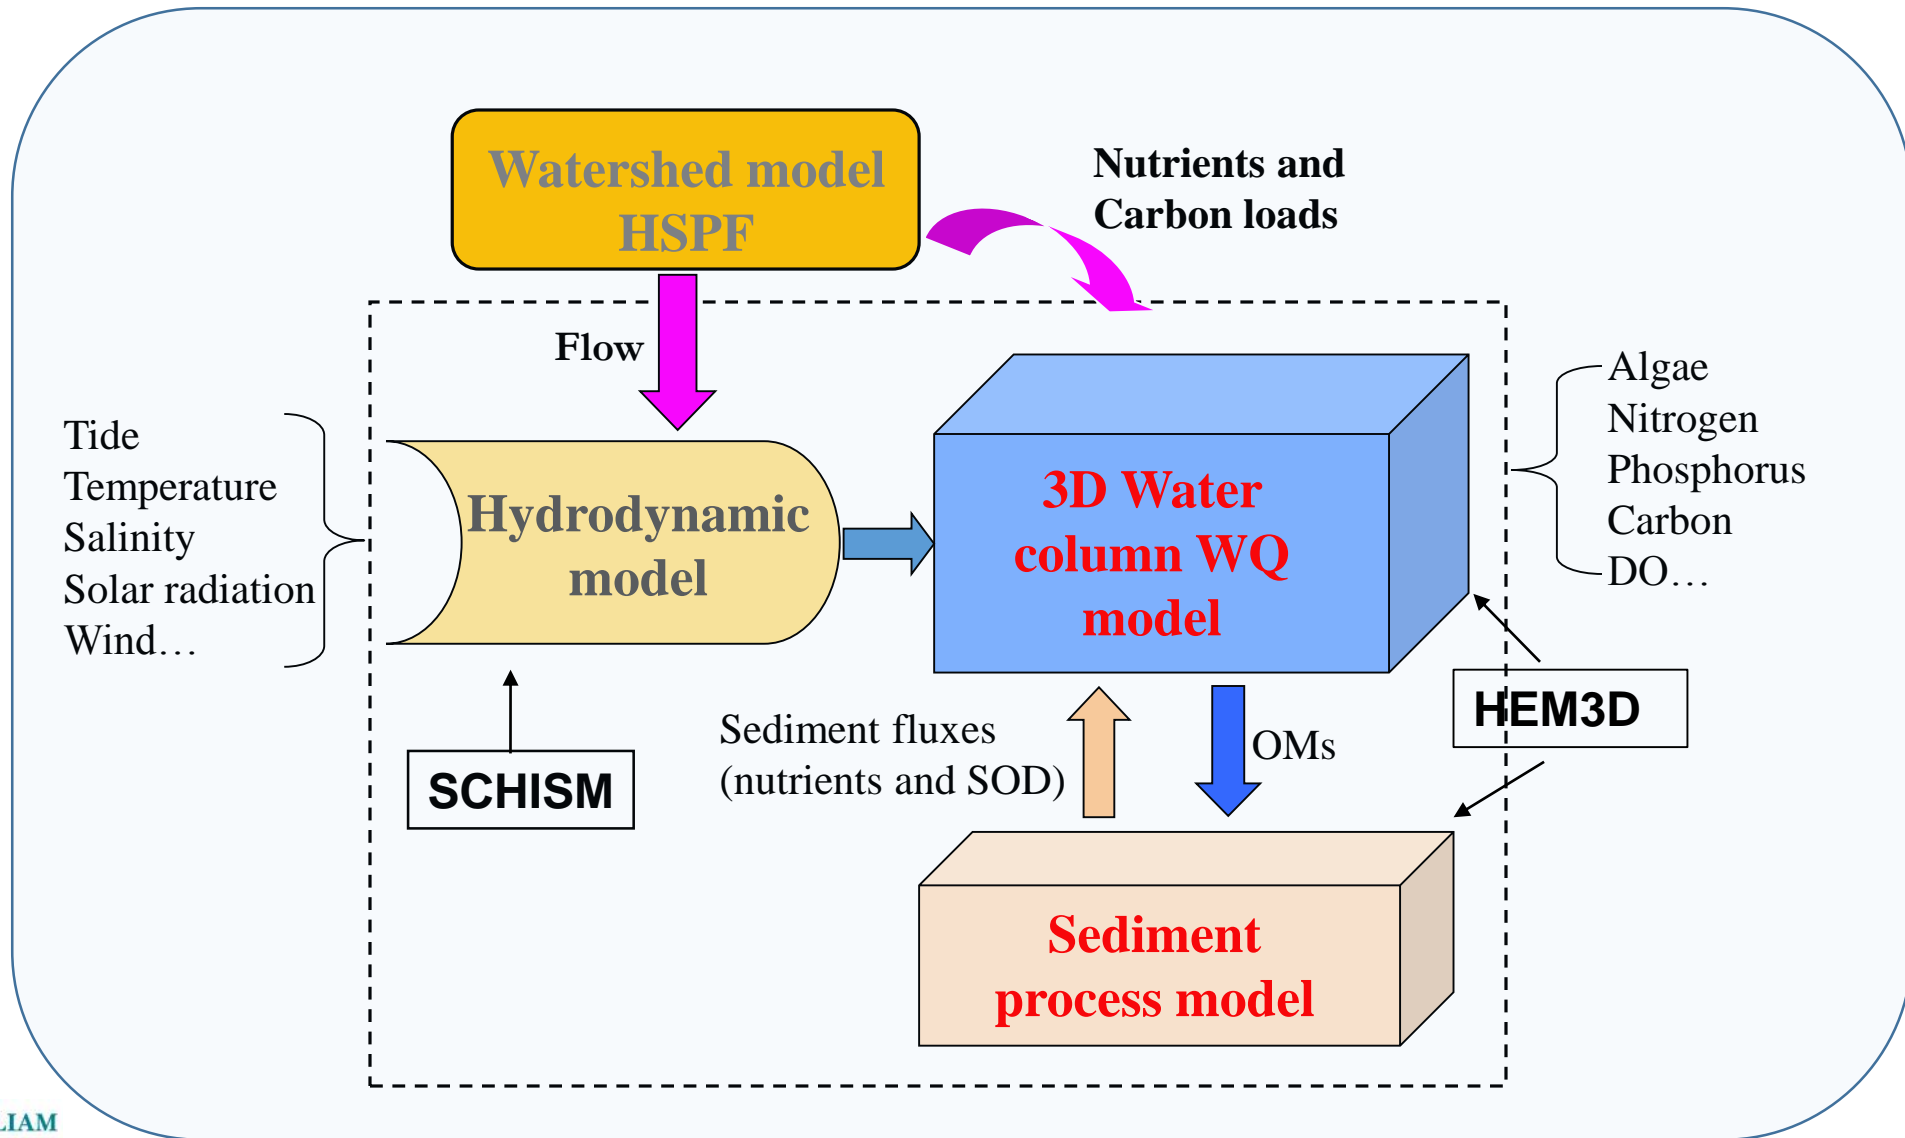 Watershed model
HSPF
Nutrients and
Carbon loads
Flow
Tide
Temperature
Salinity
Solar radiation
Wind…
Hydrodynamic
model
3D Water
column WQ
model
Algae
Nitrogen
Phosphorus
Carbon
DO…
SCHISM
Sediment fluxes
(nutrients and SOD)
OMs
HEM3D
Sediment
process model
LIAM